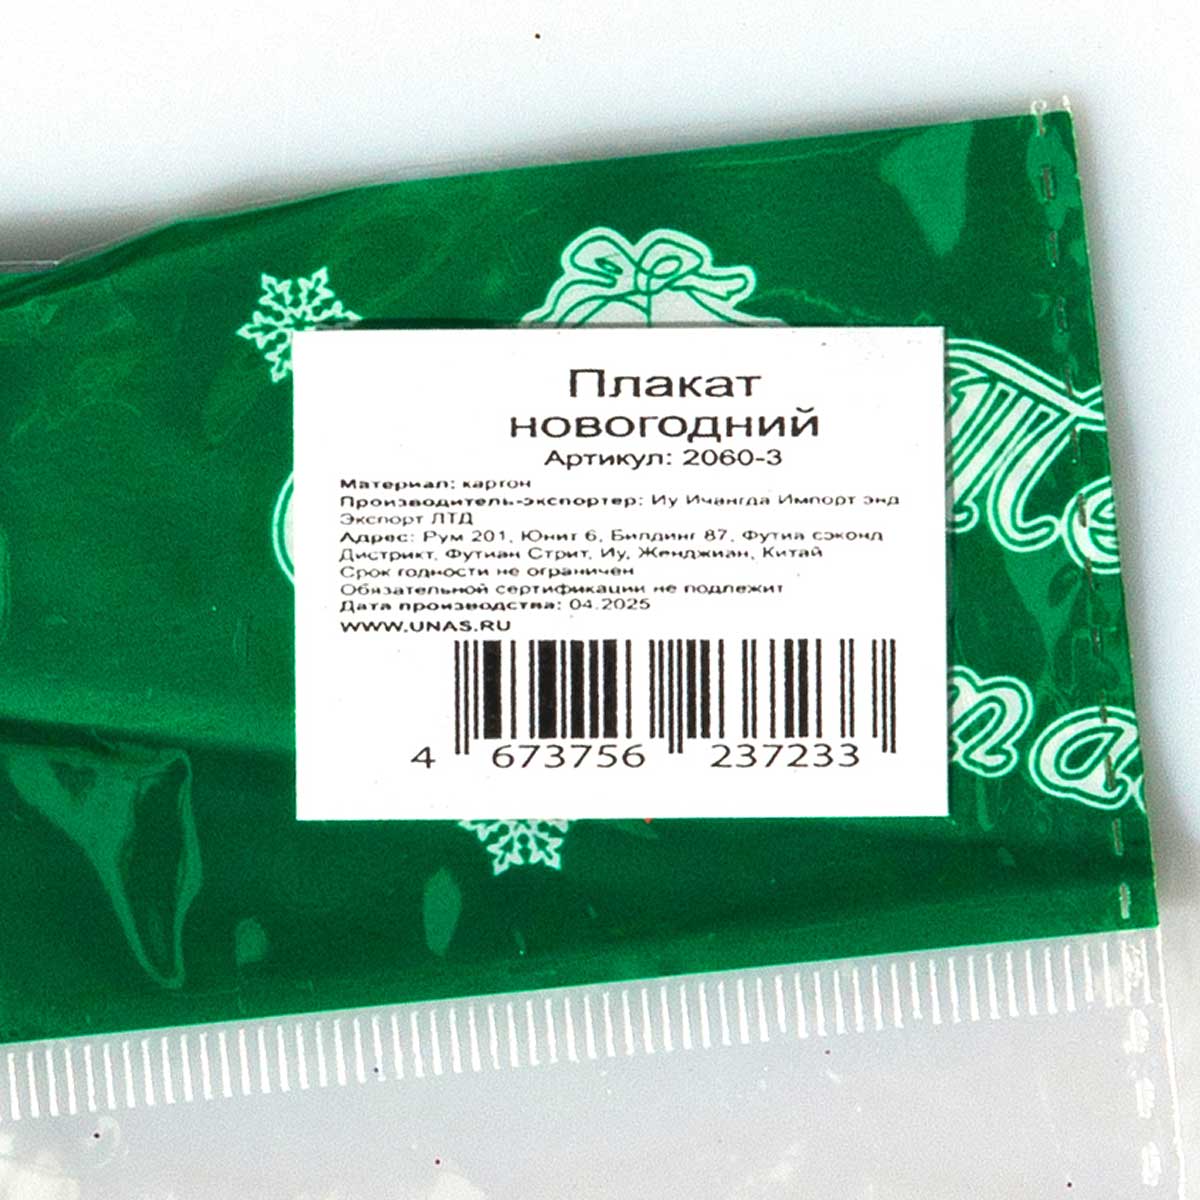 Плакат
новогодний
Артикул: 2060-3
Материал: картон
Производитель-экспортер: Иу Ичангда Импорт энд
Экспорт ЛТД
Адрес: Рум 201, Юнит 6, Билдинг 87, Футиа сэконд
Дистрикт, Футиан Стрит, Иу, Женджиан, Китай
Срок годности не ограничен
Обязательной сертификации не подлежит
Дата производства: 04.2025
WWW.UNAS.RU
4 673756 237233